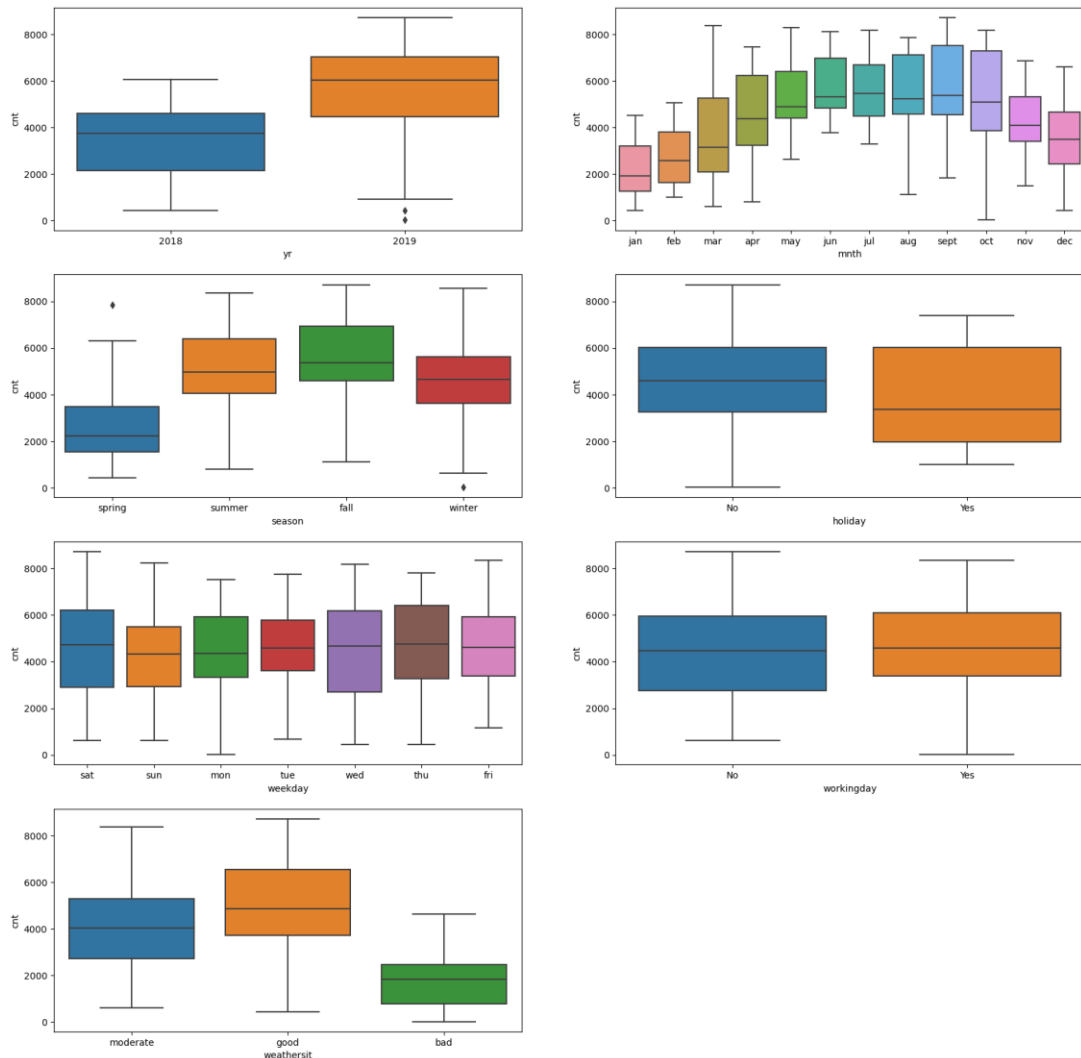 8000
6000
4000
2000
0
cnt
2018 2019
yr
8000
6000
4000
2000
0
cnt
jan feb mar apr may jun jul aug sept oct nov dec
mnth
8000
6000
4000
2000
0
cnt
spring summer fall winter
season
8000
6000
4000
2000
0
cnt
No Yes
holiday
8000
6000
4000
2000
0
cnt
sat sun mon tue wed thu fri
weekday
8000
6000
4000
2000
0
cnt
No Yes
workingday
8000
6000
4000
2000
0
cnt
moderate good bad
weathersit